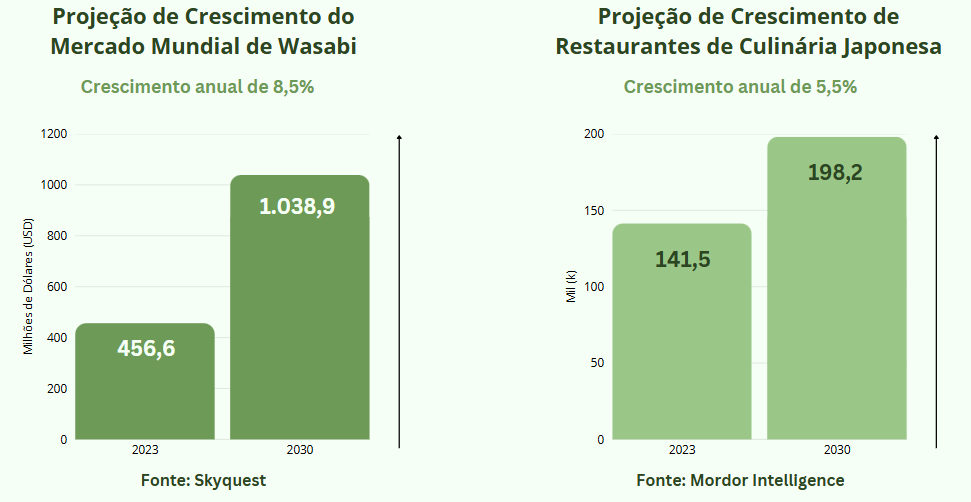 Projeção de Crescimento do
Mercado Mundial de Wasabi
Crescimento anual de 8,5%
1200
1000
800
600
400
200
0
Milhões de Dólares (USD)
456,6
1.038,9
2023
2030
Fonte: Skyquest
Projeção de Crescimento de
Restaurantes de Culinária Japonesa
Crescimento anual de 5,5%
200
150
100
50
0
Mil (k)
141,5
198,2
2023
2030
Fonte: Mordor Intelligence